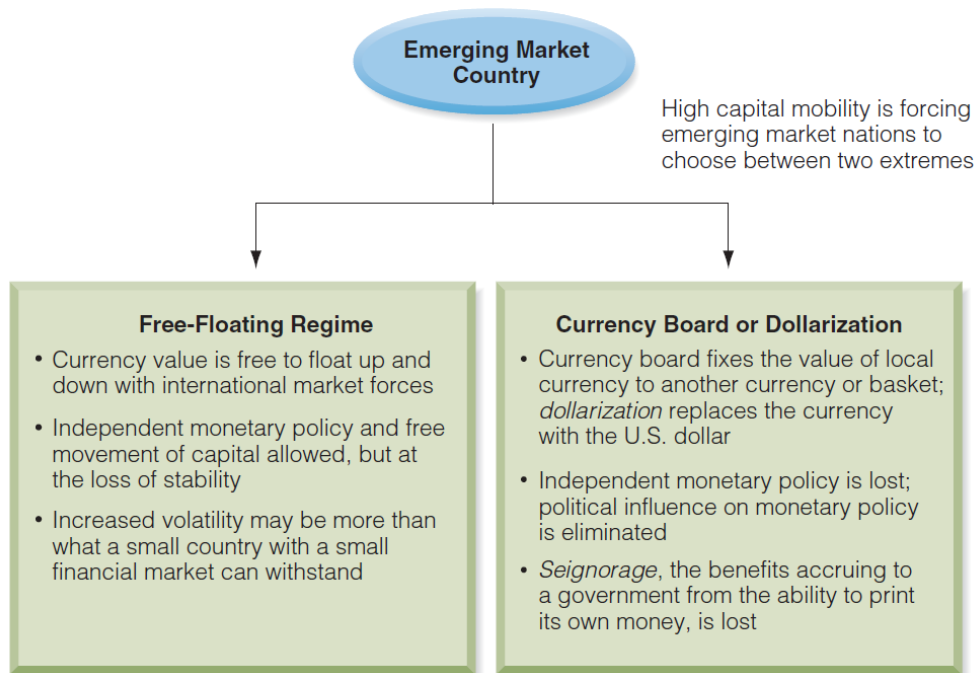 Emerging Market
Country
High capital mobility is forcing
emerging market nations to
choose between two extremes
Free-Floating Regime
• Currency value is free to float up and
down with international market forces
• Independent monetary policy and free
movement of capital allowed, but at
the loss of stability
• Increased volatility may be more than
what a small country with a small
financial market can withstand
Currency Board or Dollarization
• Currency board fixes the value of local
currency to another currency or basket;
dollarization replaces the currency
with the U.S. dollar
• Independent monetary policy is lost;
political influence on monetary policy
is eliminated
• Seignorage, the benefits accruing to
a government from the ability to print
its own money, is lost